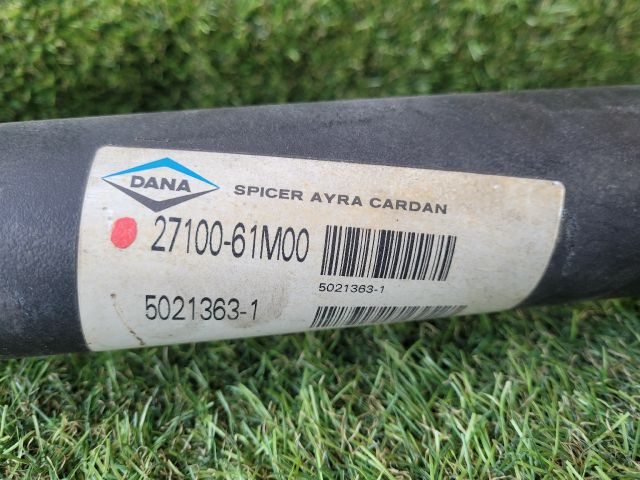 DANA
SPICER AYRA CARDAN
27100-61M00
5021363-1
5021363-1